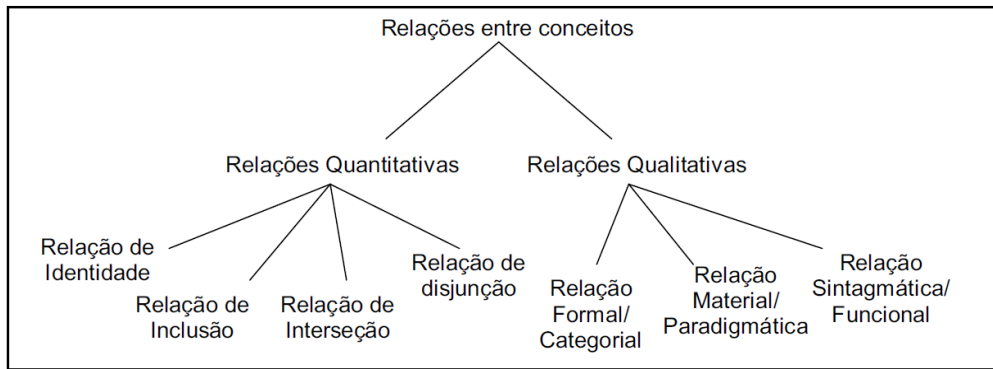 Relações entre conceitos
Relações Quantitativas
Relações Qualitativas
Relação de
Identidade
Relação de
Inclusão
Relação de
Interseção
Relação de
disjunção
Relação
Formal/
Categorial
Relação
Material/
Paradigmática
Relação
Sintagmática/
Funcional